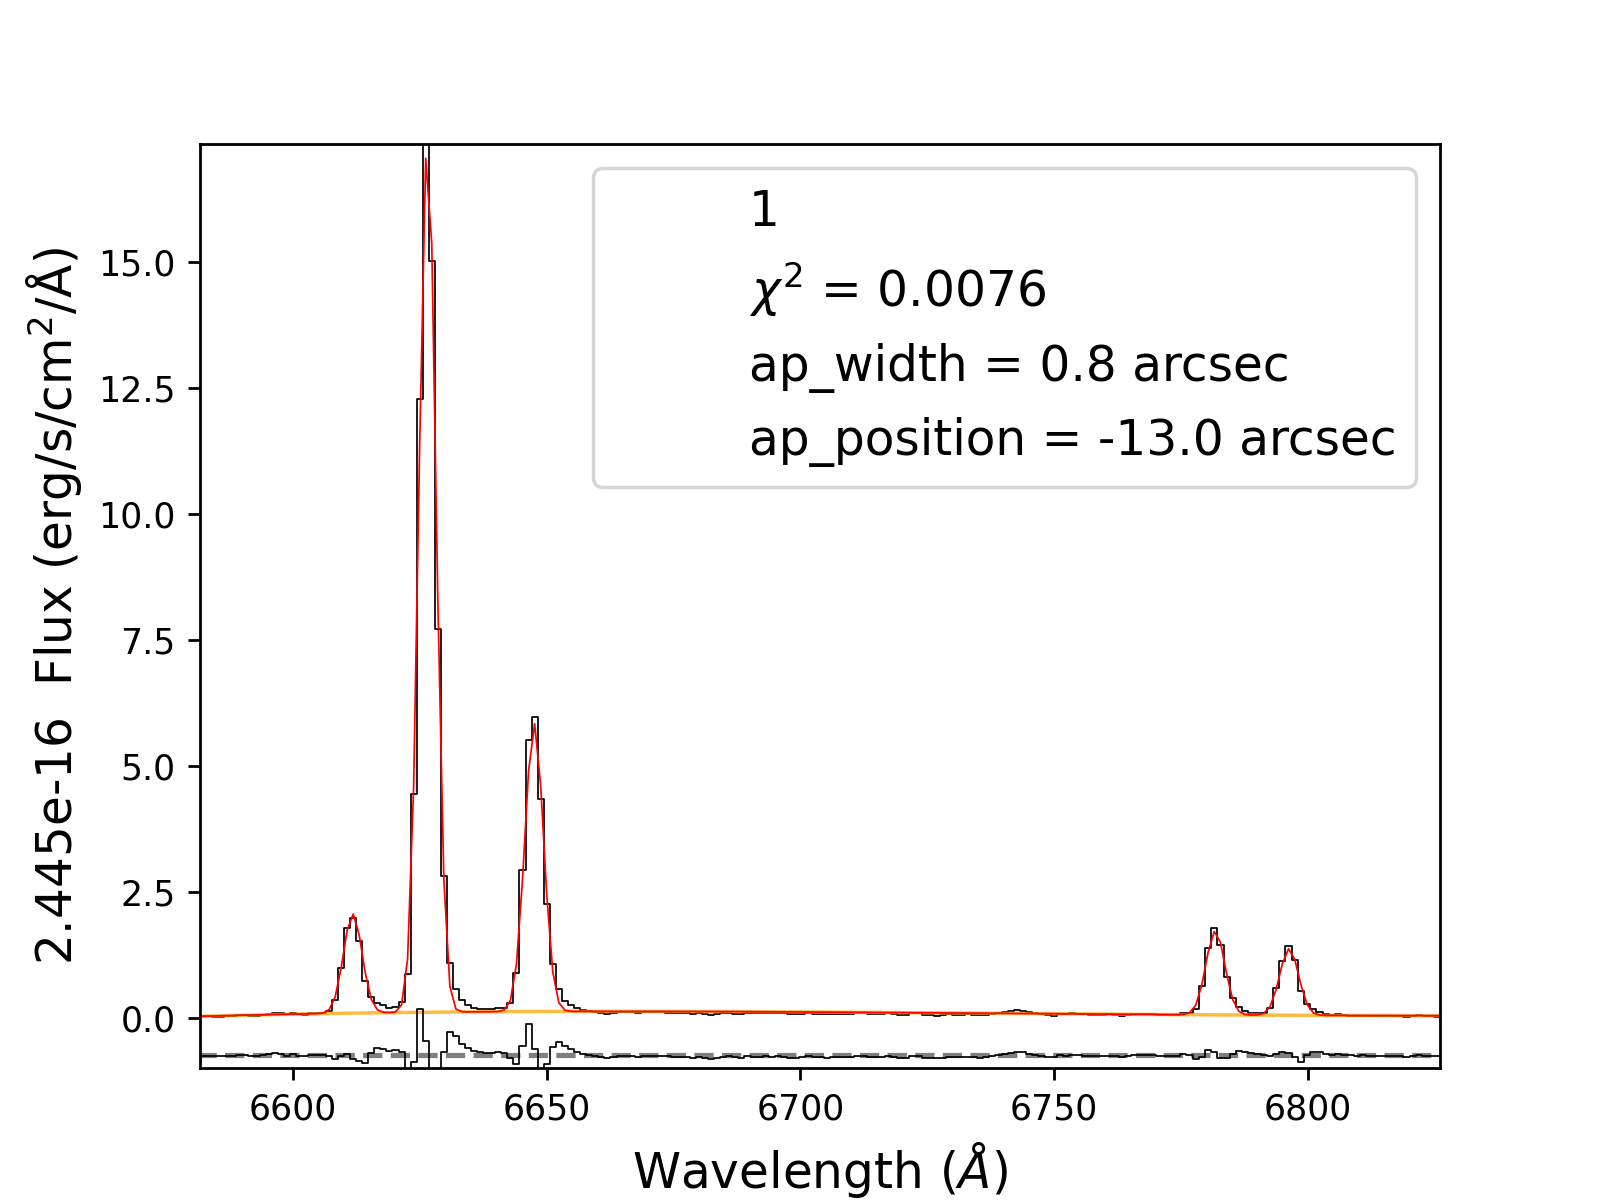 1
χ² = 0.0076
ap_width = 0.8 arcsec
ap_position = -13.0 arcsec
2.445e-16 Flux (erg/s/cm²/Å)
15.0
12.5
10.0
7.5
5.0
2.5
0.0
6600 6650 6700 6750 6800
Wavelength (Å)